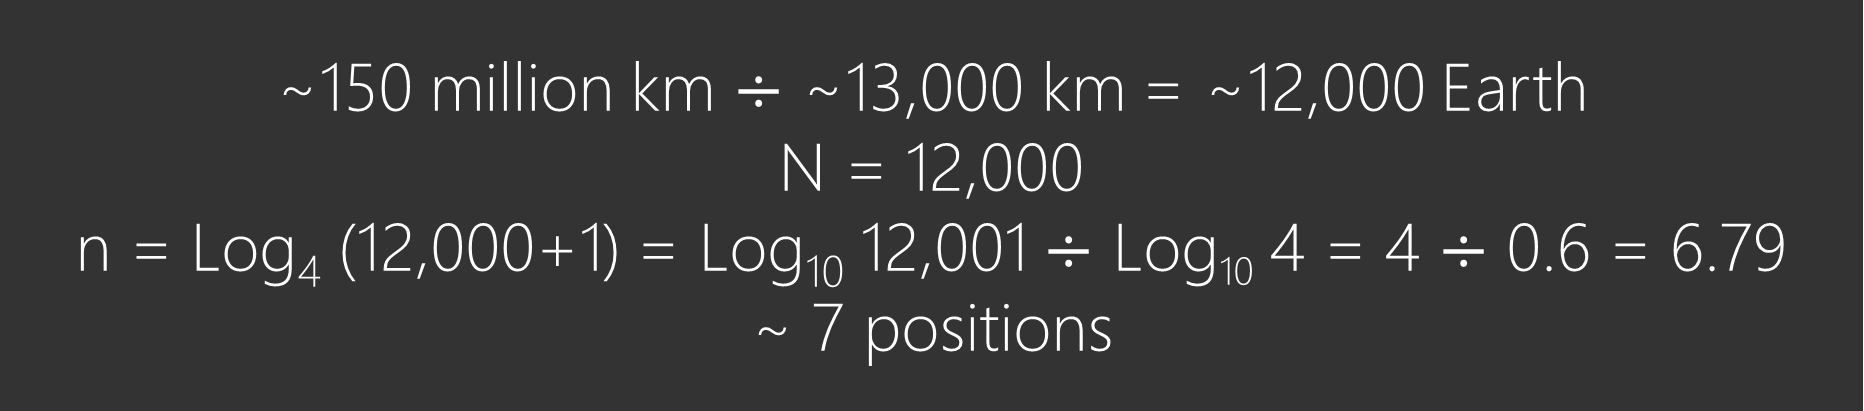 ~150 million km ÷ ~13,000 km = ~12,000 Earth
N = 12,000
n = Log₄ (12,000+1) = Log₁₀ 12,001 ÷ Log₁₀ 4 = 4 ÷ 0.6 = 6.79
~ 7 positions